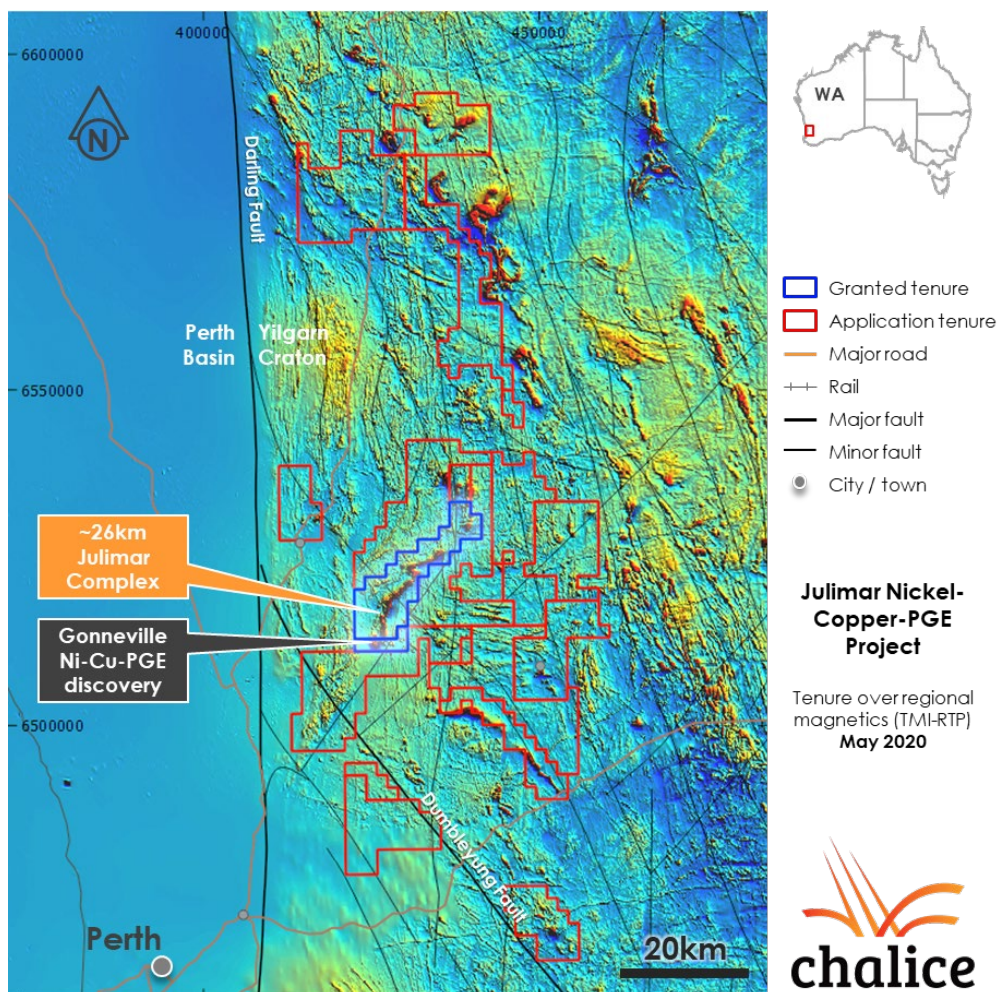 400000
450000
6600000
N
Darling Fault
Perth
Basin
Yilgarn
Craton
6550000
~26km
Julimar
Complex
Gonneville
Ni-Cu-PGE
discovery
6500000
Dumbleyung Fault
Perth
20km
WA
Granted tenure
Application tenure
Major road
Rail
Major fault
Minor fault
City / town
Julimar Nickel-
Copper-PGE
Project
Tenure over regional
magnetics (TMI-RTP)
May 2020
chalice